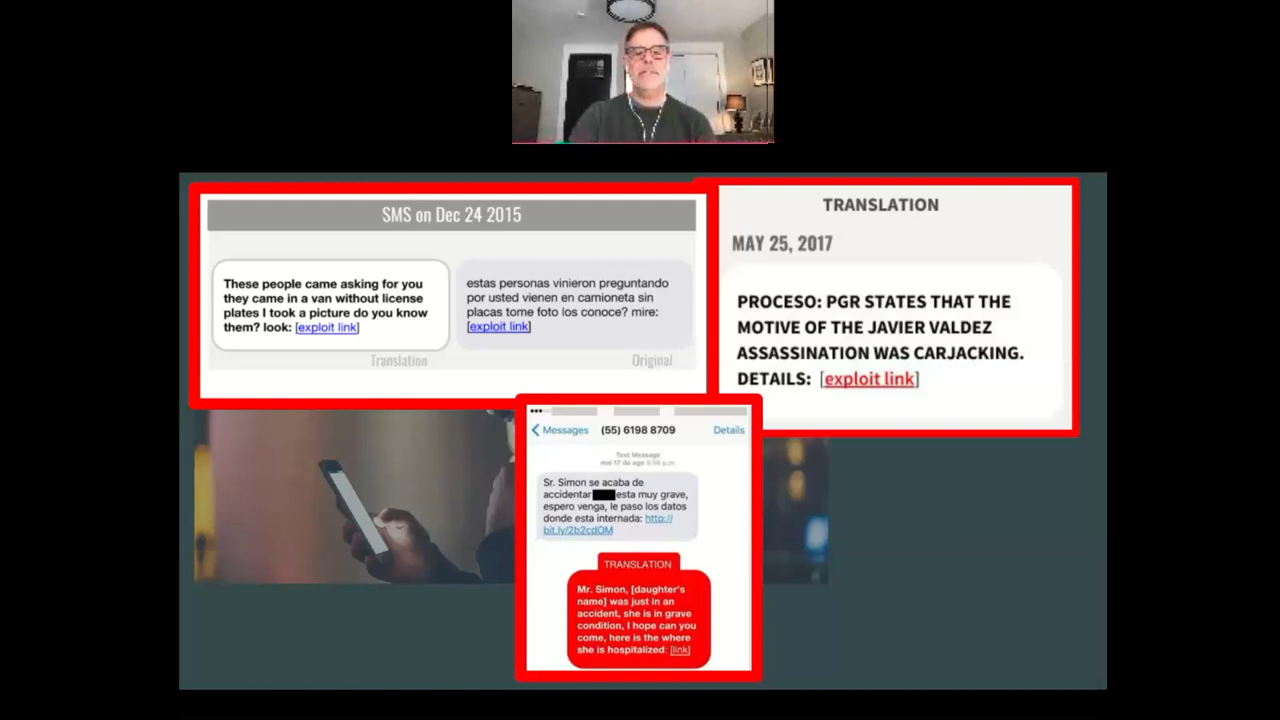 SMS on Dec 24 2015
These people came asking for you
they came in a van without license
plates I took a picture do you know
them? look: [exploit link]
Translation
estas personas vinieron preguntando
por usted vienen en camioneta sin
placas tome foto los conoce? mire:
[exploit link]
Original
TRANSLATION
MAY 25, 2017
PROCESO: PGR STATES THAT THE
MOTIVE OF THE JAVIER VALDEZ
ASSASSINATION WAS CARJACKING.
DETAILS: [exploit link]
Messages
(55) 6198 8709
Details
Text Message
mié 17 de ago
Sr. Simon se acaba de
accidentar esta muy grave,
espero venga, le paso los datos
donde esta internada: http://
bit.ly/2b2cdOM
TRANSLATION
Mr. Simon, [daughter's
name] was just in an
accident, she is in grave
condition, I hope can you
come, here is the where
she is hospitalized: [link]